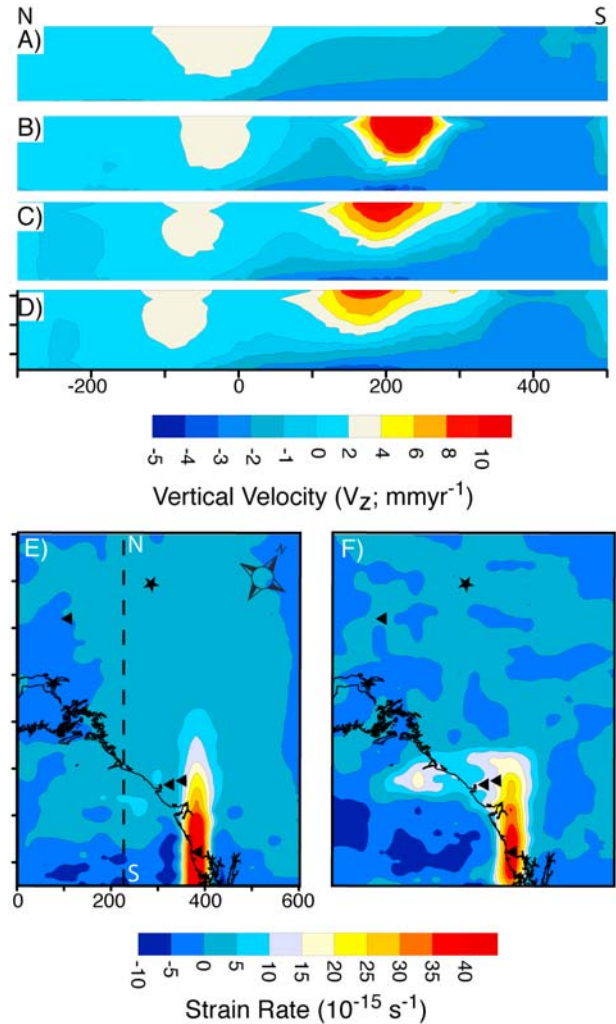 N S
A)
B)
C)
D)
-200 0 200 400
-5 -4 -3 -2 -1 0 2 4 6 8 10
Vertical Velocity (VZ; mmyr-1)
E) N F)
N
S
0 200 400 600
-10 -5 0 5 10 15 20 25 30 35 40
Strain Rate (10-15 s-1)